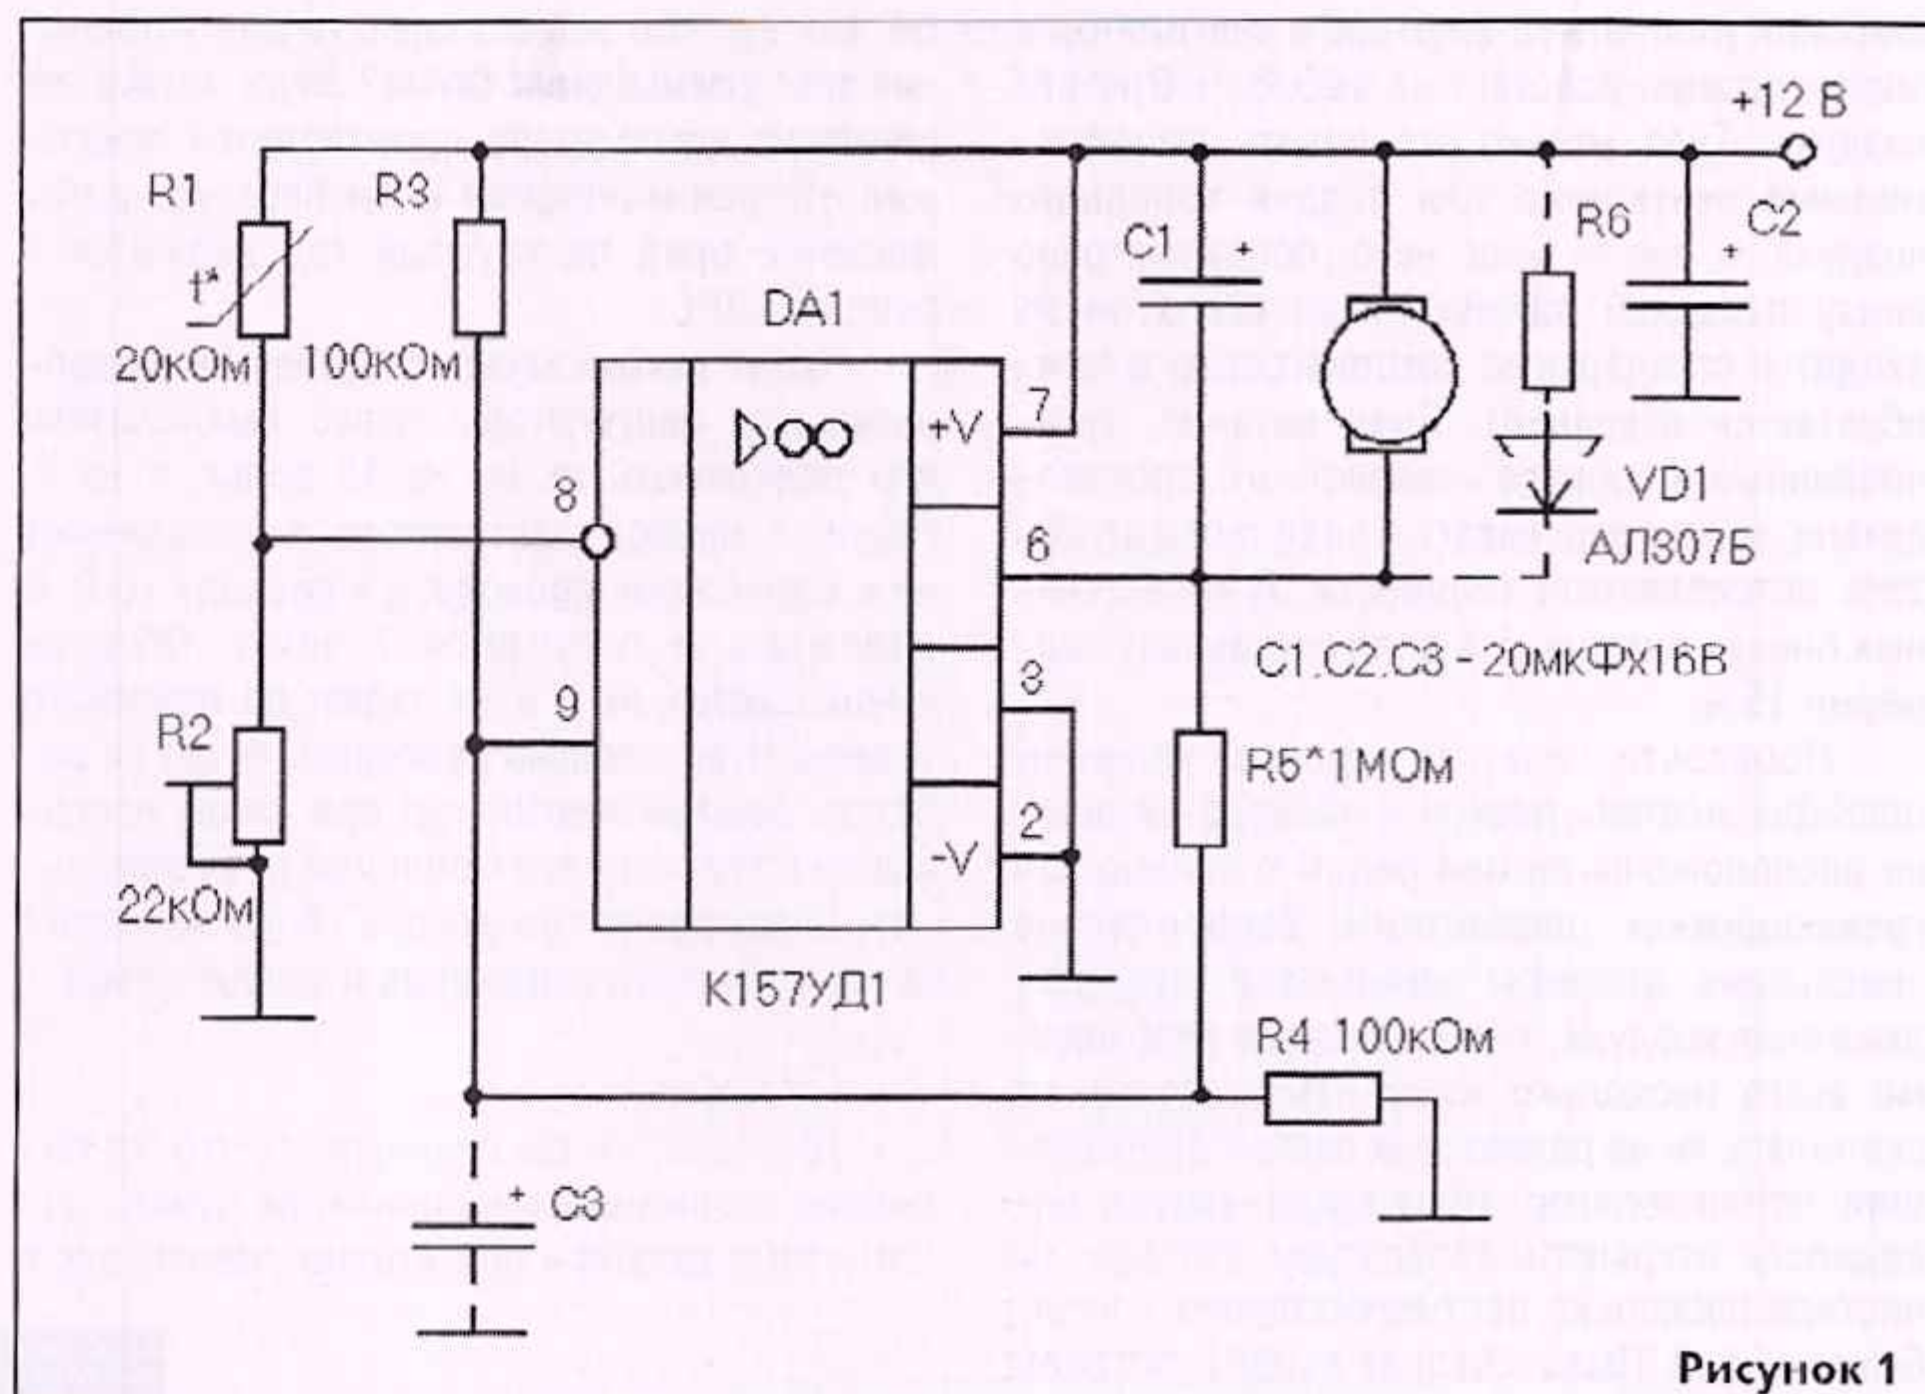 +12 В
R1
R3
C1
+
R6
C2
+
t*
DA1
20кОм
100кОм
+V
7
8
6
VD1
АЛ307Б
C1.C2.C3 - 20мкФх16В
9
3
R2
R5^1МОм
2
-V
22кОм
К157УД1
R4 100кОм
+
C3
Рисунок 1